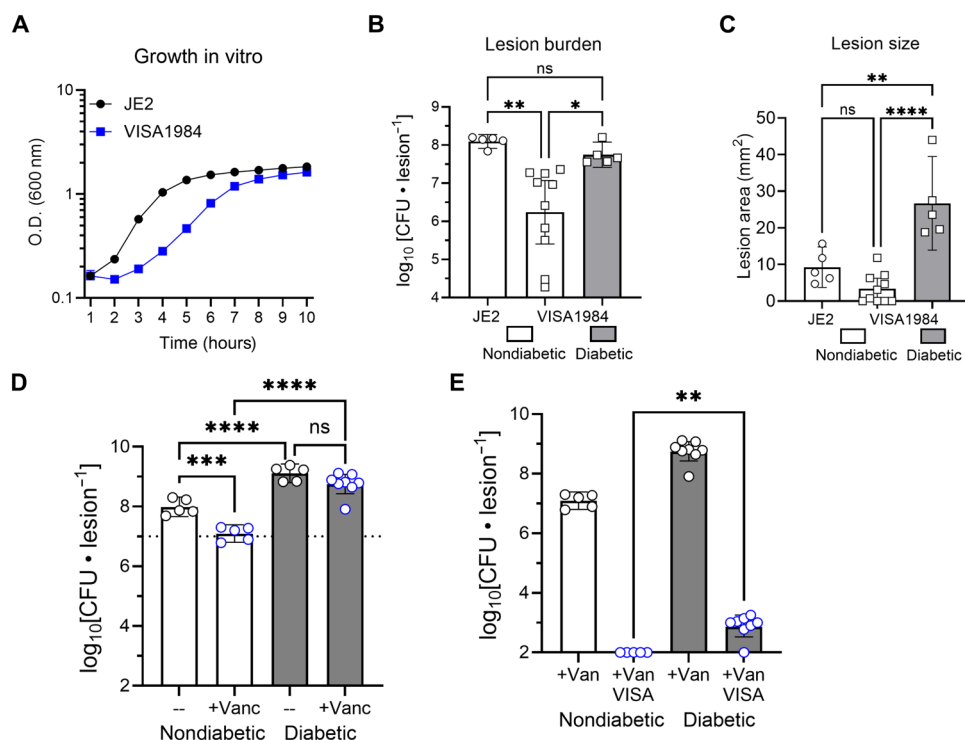 A
Growth in vitro
10
1
0.1
O.D. (600 nm)
JE2
VISA1984
1 2 3 4 5 6 7 8 9 10
Time (hours)
B
Lesion burden
ns
** *
9
8
7
6
5
4
log₁₀ [CFU • lesion⁻¹]
JE2 VISA1984
Nondiabetic Diabetic
C
Lesion size
**
ns ****
50
40
30
20
10
0
Lesion area (mm²)
JE2 VISA1984
Nondiabetic Diabetic
D
****
**** ns
***
10
8
6
4
2
log₁₀[CFU • lesion⁻¹]
-- +Vanc -- +Vanc
Nondiabetic Diabetic
E
**
10
8
6
4
2
log₁₀[CFU • lesion⁻¹]
+Van +Van +Van +Van
VISA VISA
Nondiabetic Diabetic